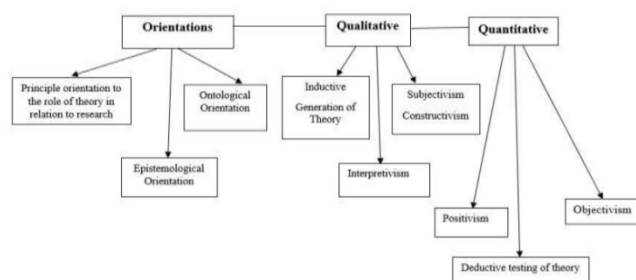 Orientations
Qualitative
Quantitative
Principle orientation to
the role of theory in
relation to research
Ontological
Orientation
Epistemological
Orientation
Inductive
Generation of Theory
Subjectivism
Constructivism
Interpretivism
Positivism
Objectivism
Deductive testing of theory